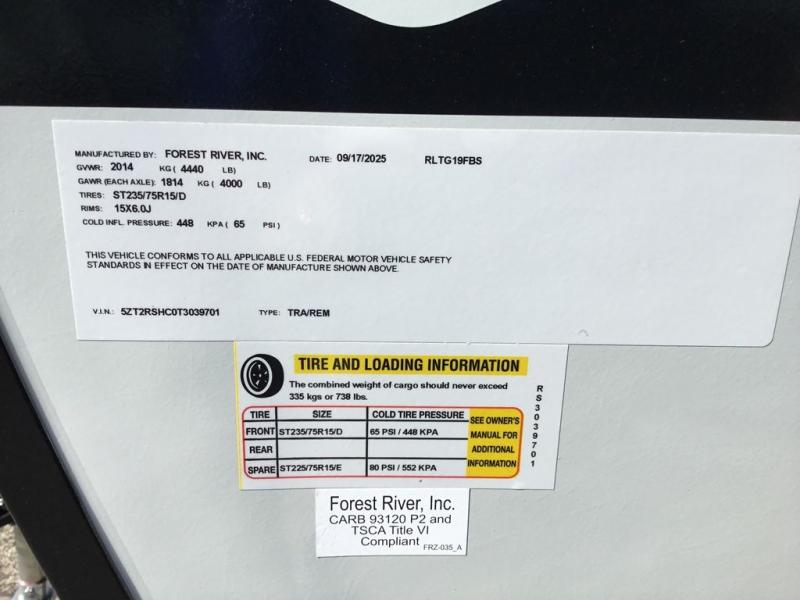 MANUFACTURED BY: FOREST RIVER, INC. DATE: 09/17/2025 RLTG19FBS
GVWR: 2014 KG ( 4440 LB)
GAWR (EACH AXLE): 1814 KG ( 4000 LB)
TIRES: ST235/75R15/D
RIMS: 15X6.0J
COLD INFL. PRESSURE: 448 KPA ( 65 PSI )
THIS VEHICLE CONFORMS TO ALL APPLICABLE U.S. FEDERAL MOTOR VEHICLE SAFETY
STANDARDS IN EFFECT ON THE DATE OF MANUFACTURE SHOWN ABOVE.
V.I.N.: 5ZT2RSHC0T3039701 TYPE: TRA/REM
TIRE AND LOADING INFORMATION
The combined weight of cargo should never exceed
335 kgs or 738 lbs.
TIRE SIZE COLD TIRE PRESSURE
FRONT ST235/75R15/D 65 PSI / 448 KPA
REAR
SPARE ST225/75R15/E 80 PSI / 552 KPA
SEE OWNER'S
MANUAL FOR
ADDITIONAL
INFORMATION
RS3039701
Forest River, Inc.
CARB 93120 P2 and
TSCA Title VI
Compliant FRZ-035_A